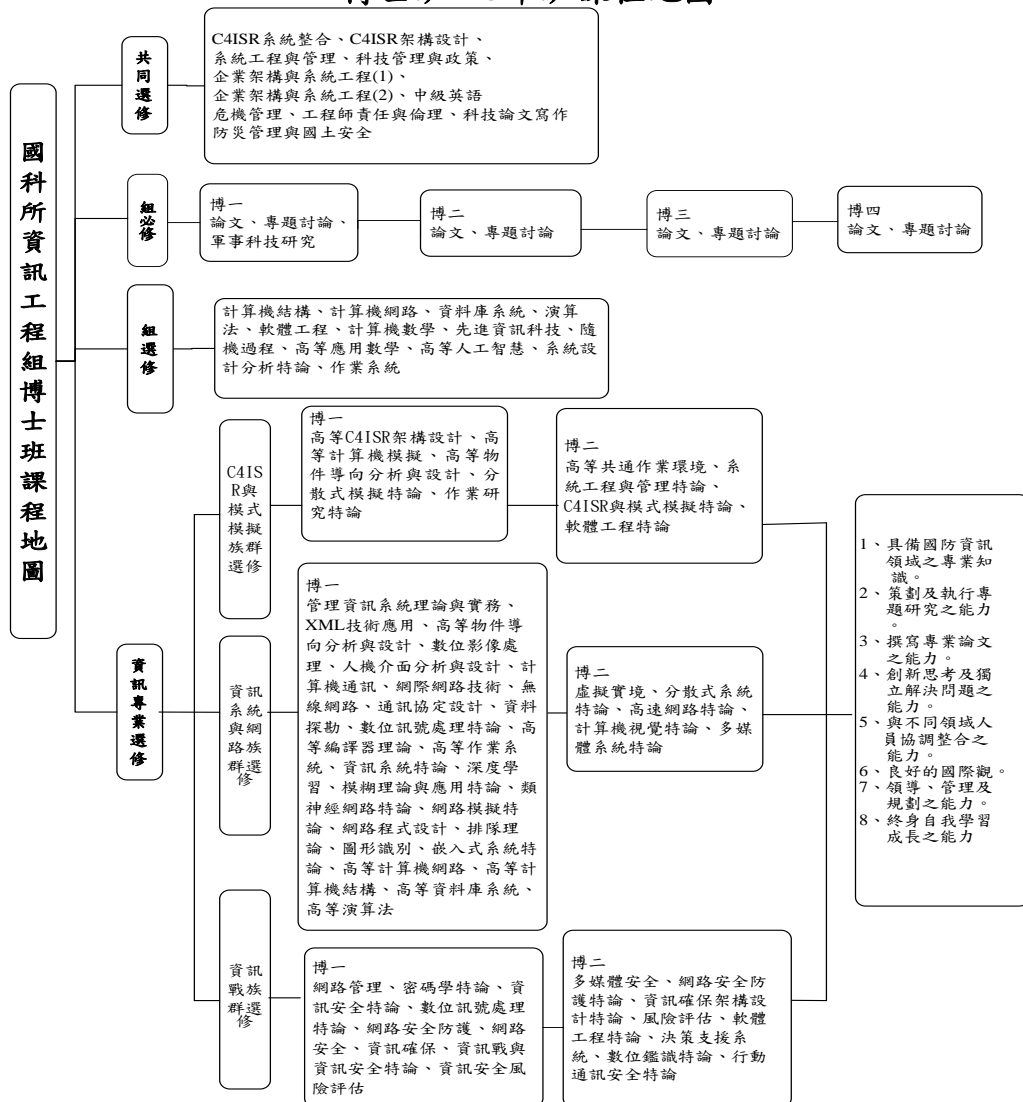 國科所資訊工程組博士班課程地圖
共同選修
C4ISR系統整合、C4ISR架構設計、
系統工程與管理、科技管理與政策、
企業架構與系統工程(1)、
企業架構與系統工程(2)、中級英語
危機管理、工程師責任與倫理、科技論文寫作
防災管理與國土安全
組必修
博一
論文、專題討論、
軍事科技研究
博二
論文、專題討論
博三
論文、專題討論
博四
論文、專題討論
組選修
計算機結構、計算機網路、資料庫系統、演算
法、軟體工程、計算機數學、先進資訊科技、隨
機過程、高等應用數學、高等人工智慧、系統設
計分析特論、作業系統
資訊專業選修
C4IS
R與
模式
模擬
族群
選修
博一
高等C4ISR架構設計、高
等計算機模擬、高等物
件導向分析與設計、分
散式模擬特論、作業研
究特論
博二
高等共通作業環境、系
統工程與管理特論、
C4ISR與模式模擬特論、
軟體工程特論
資訊
系統
與網
路族
群選
修
博一
管理資訊系統理論與實務、
XML技術應用、高等物件導
向分析與設計、數位影像處
理、人機介面分析與設計、計
算機通訊、網際網路技術、無
線網路、通訊協定設計、資料
探勘、數位訊號處理特論、高
等編譯器理論、高等作業系
統、資訊系統特論、深度學
習、模糊理論與應用特論、類
神經網路特論、網路模擬特
論、網路程式設計、排隊理
論、圖形識別、嵌入式系統特
論、高等計算機網路、高等計
算機結構、高等資料庫系統、
高等演算法
博二
虛擬實境、分散式系統
特論、高速網路特論、
計算機視覺特論、多媒
體系統特論
資訊
戰族
群選
修
博一
網路管理、密碼學特論、資
訊安全特論、數位訊號處理
特論、網路安全防護、網路
安全、資訊確保、資訊戰與
資訊安全特論、資訊安全風
險評估
博二
多媒體安全、網路安全防
護特論、資訊確保架構設
計特論、風險評估、軟體
工程特論、決策支援系
統、數位鑑識特論、行動
通訊安全特論
1、具備國防資訊
領域之專業知
識。
2、策劃及執行專
題研究之能力
。
3、撰寫專業論文
之能力。
4、創新思考及獨
立解決問題之
能力。
5、與不同領域人
員協調整合之
能力。
6、良好的國際觀。
7、領導、管理及
規劃之能力。
8、終身自我學習
成長之能力